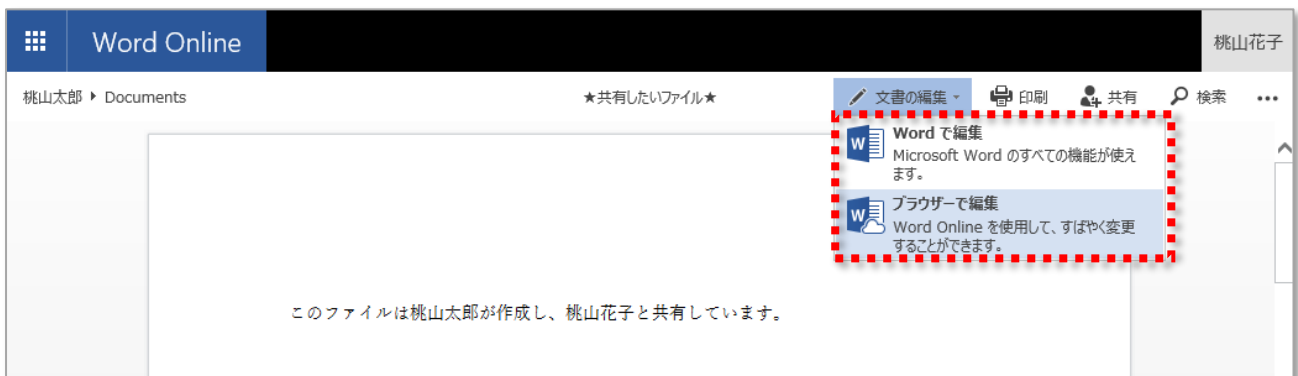 Word Online
桃山花子
桃山太郎 ▸ Documents
★共有したいファイル★
文書の編集
印刷
共有
検索
Word で編集
Microsoft Word のすべての機能が使え
ます。
ブラウザーで編集
Word Online を使用して、すばやく変更
することができます。
このファイルは桃山太郎が作成し、桃山花子と共有しています。